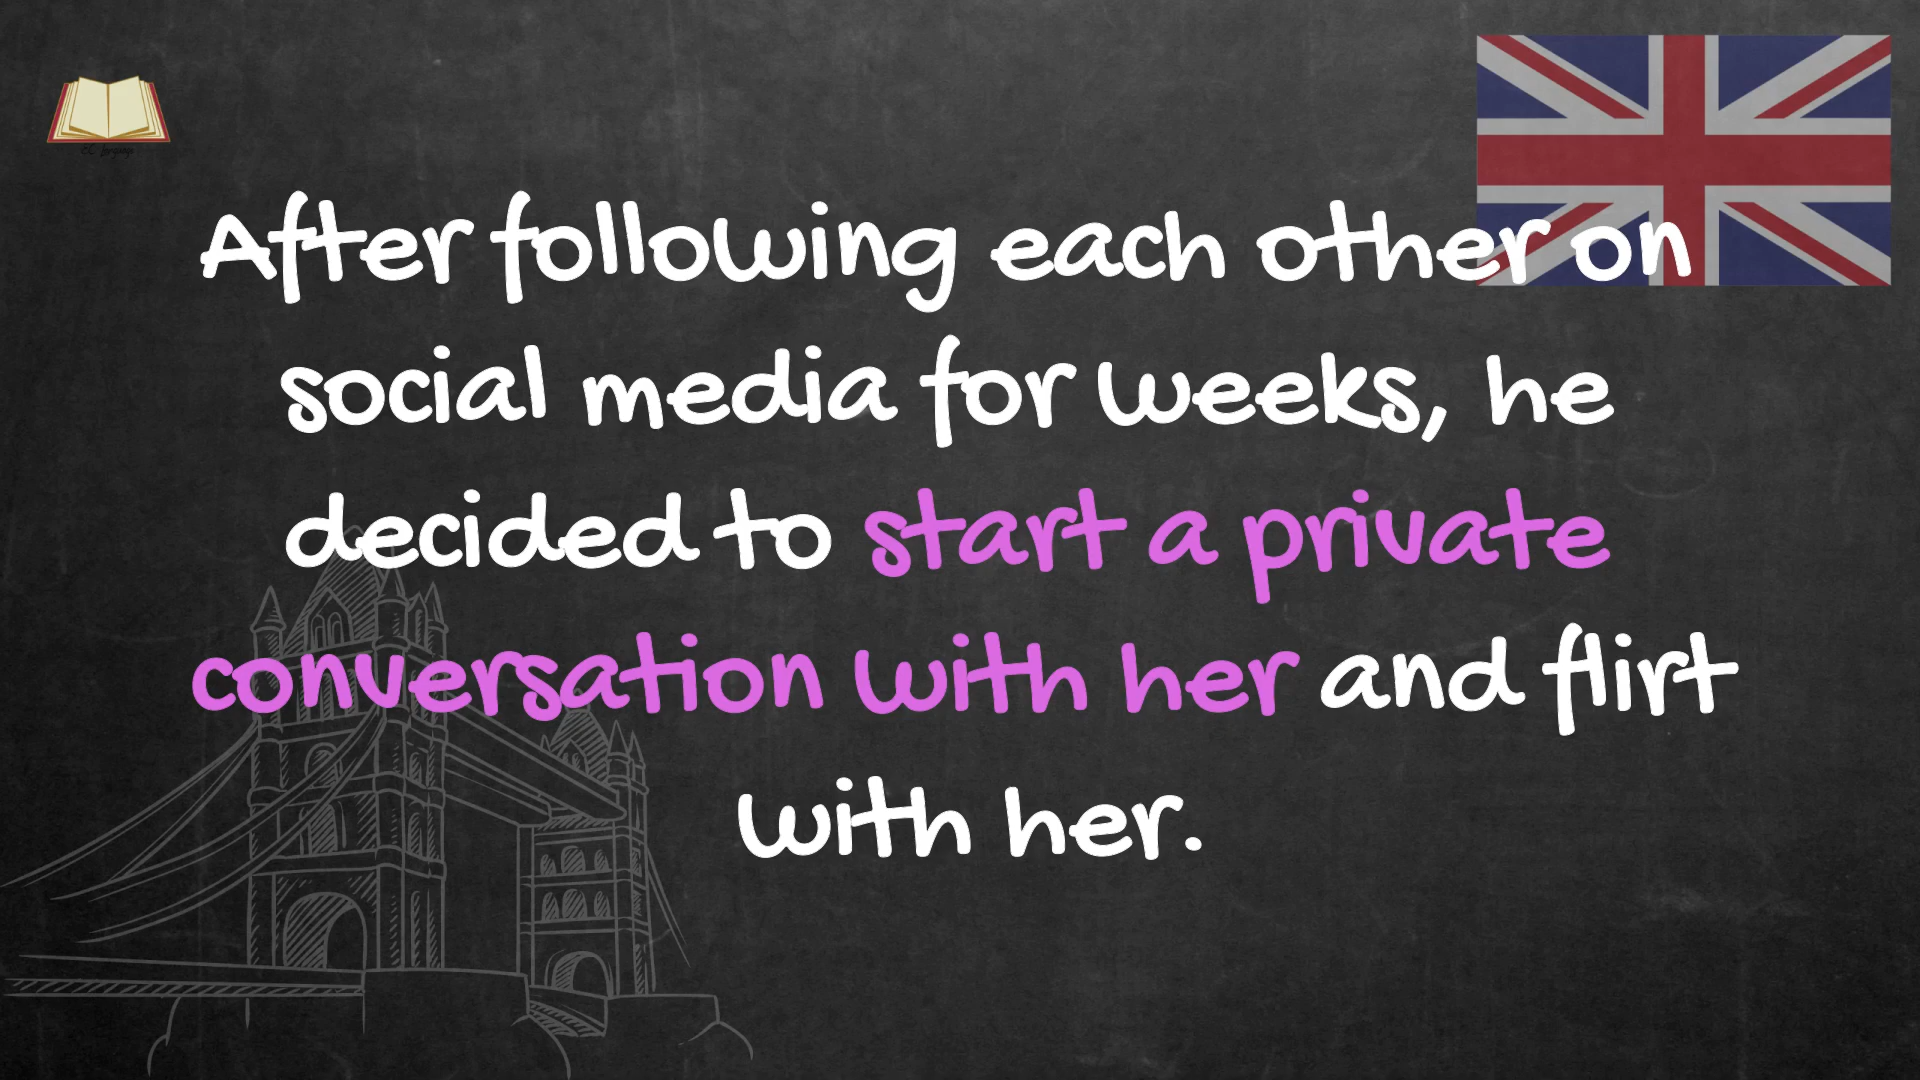 After following each other on
social media for weeks, he
decided to start a private
conversation with her and flirt
with her.